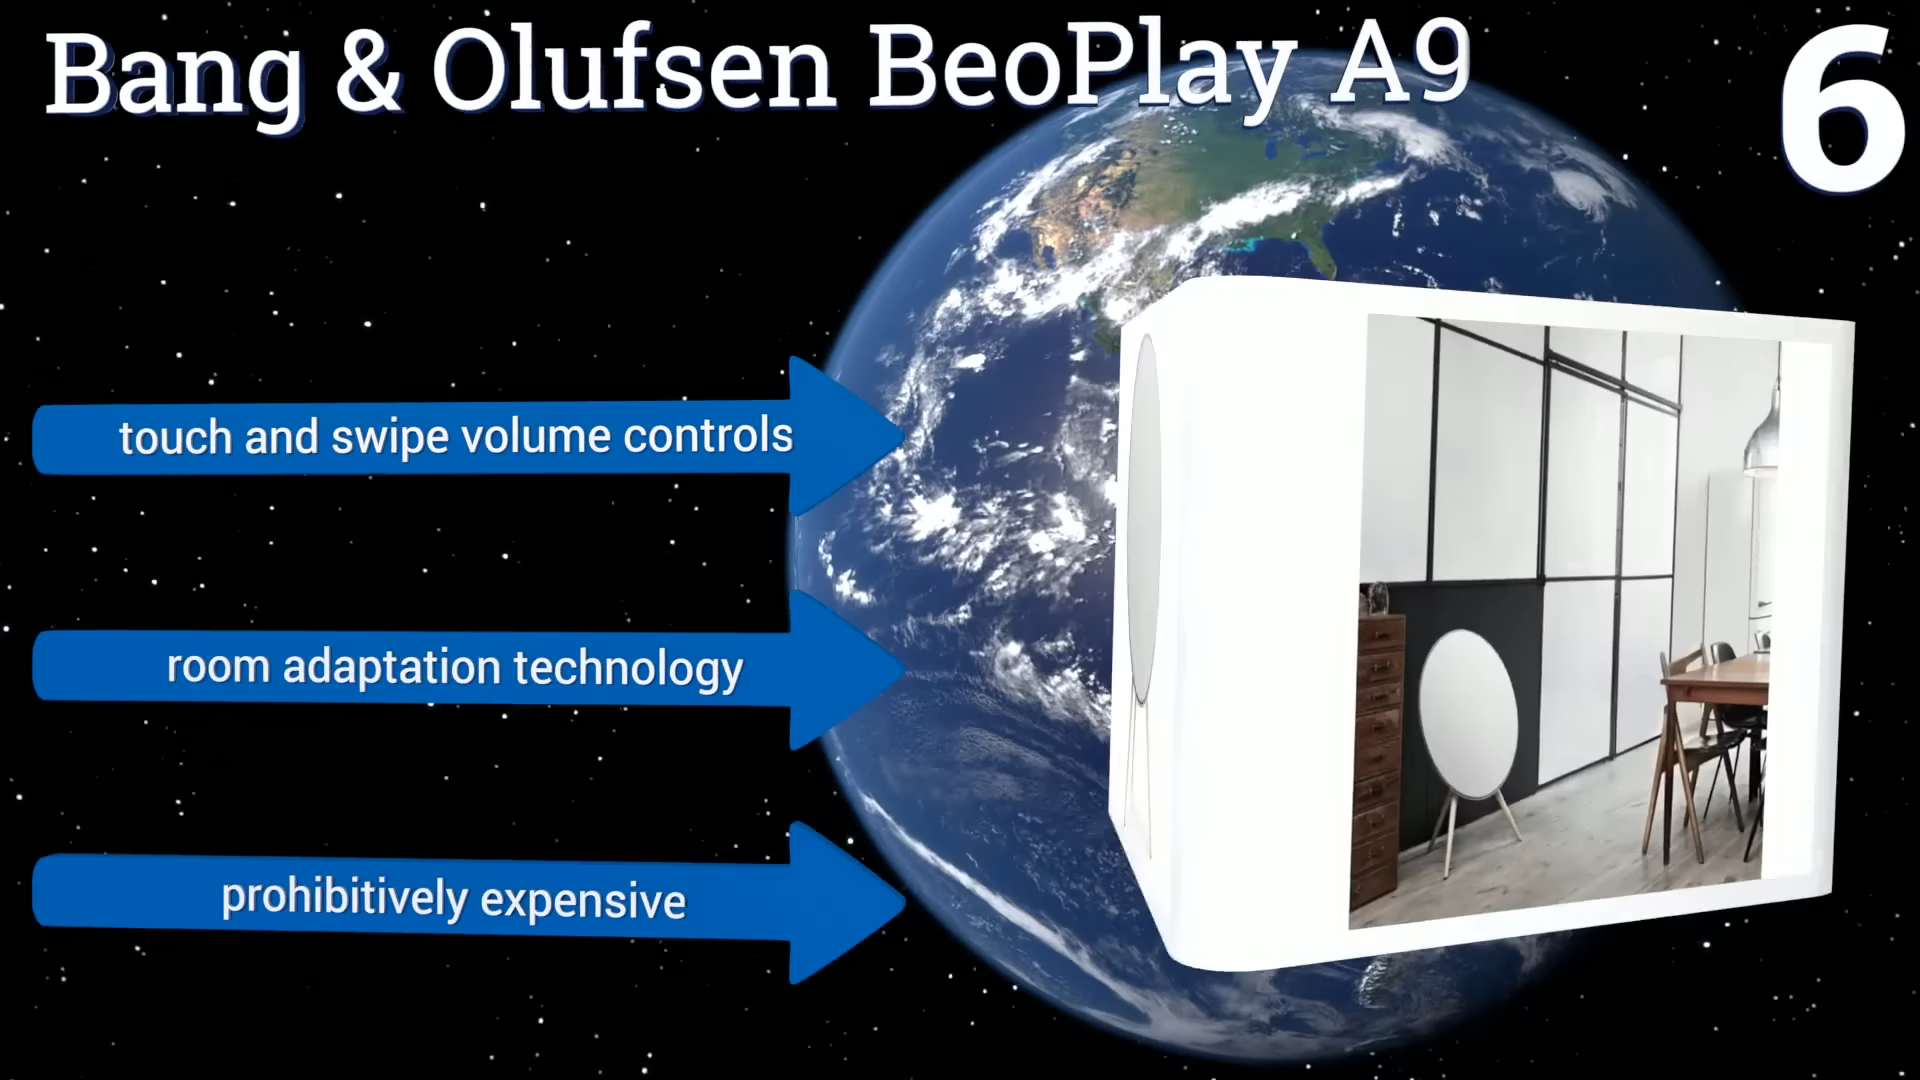 Bang & Olufsen BeoPlay A9
6
touch and swipe volume controls
room adaptation technology
prohibitively expensive